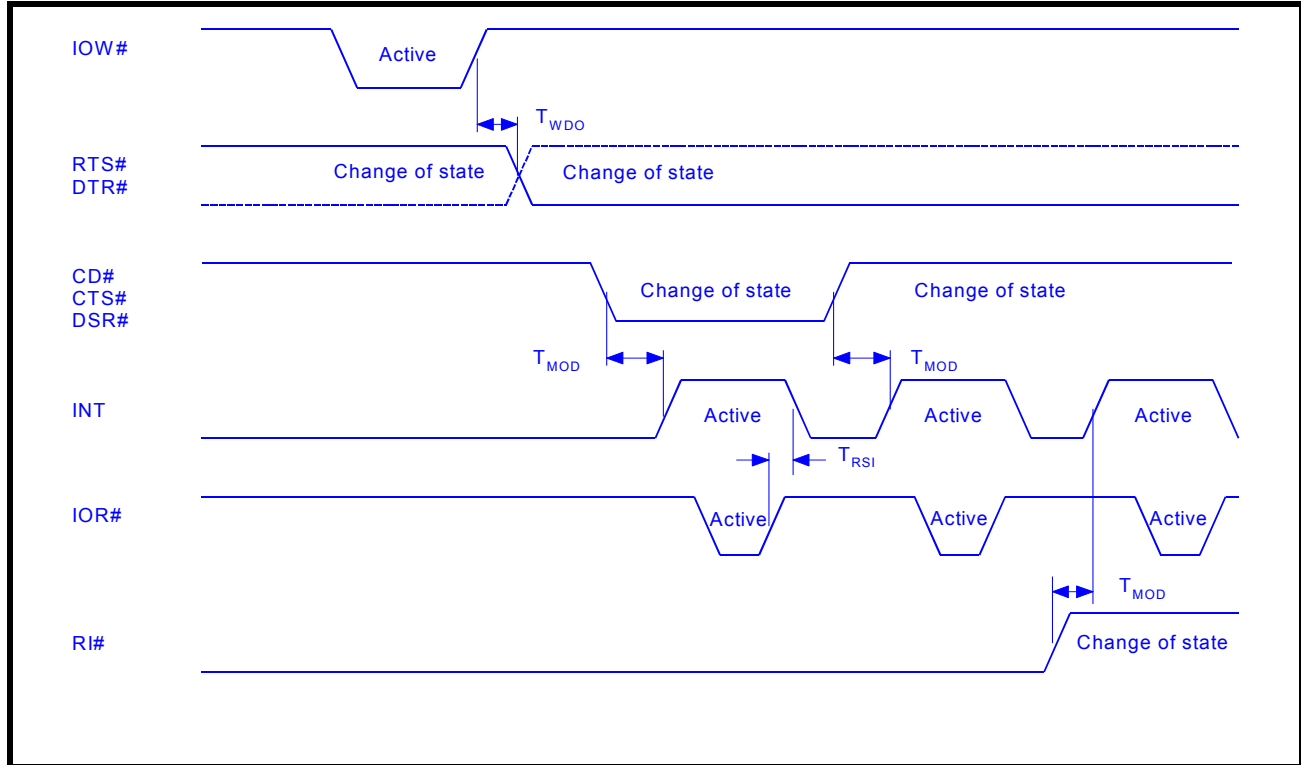 IOW#
Active
TWDO
RTS#
DTR#
Change of state
Change of state
CD#
CTS#
DSR#
Change of state
Change of state
TMOD
TMOD
INT
Active
Active
Active
TRSI
IOR#
Active
Active
Active
TMOD
RI#
Change of state